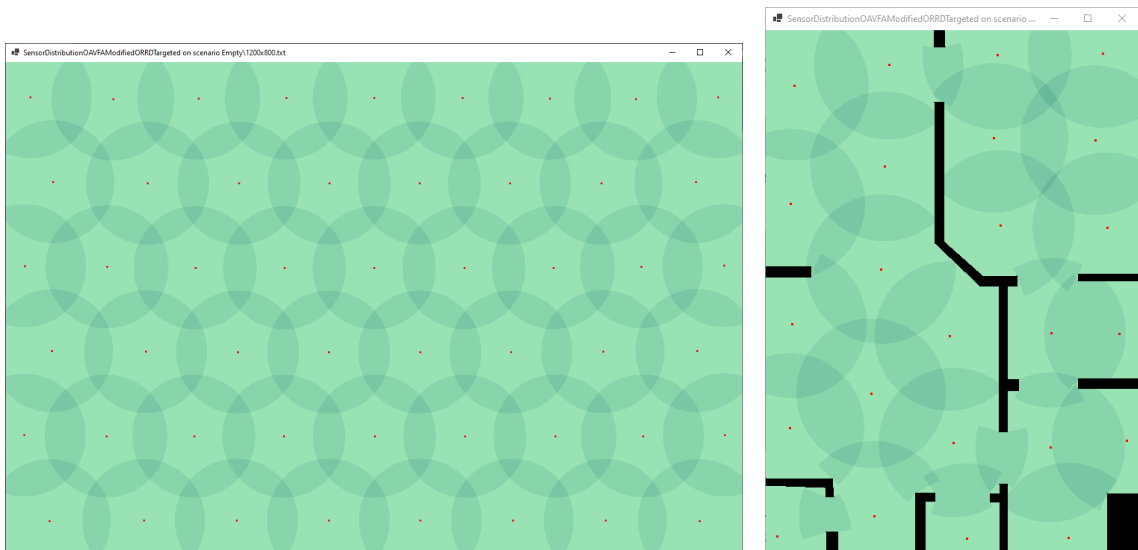 SensorDistributionOAVFAModifiedORRDTargeted on scenario Empty\1200x800.txt
SensorDistributionOAVFAModifiedORRDTargeted on scenario ...